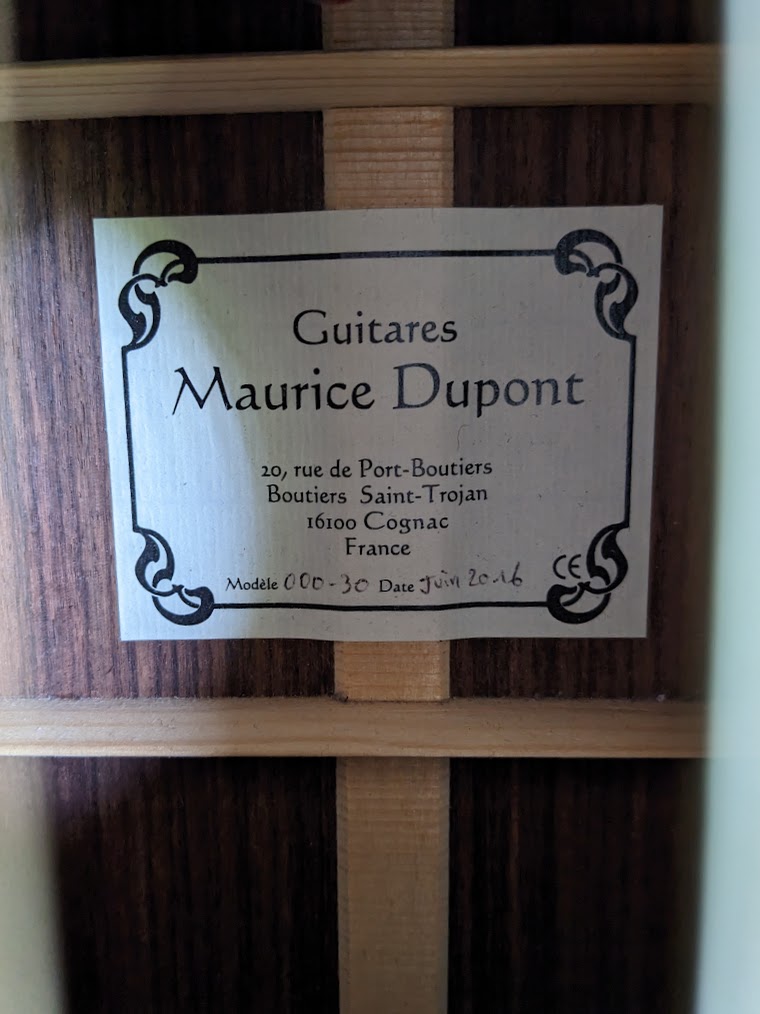 Guitares
Maurice Dupont
20, rue de Port-Boutiers
Boutiers Saint-Trojan
16100 Cognac
France
CE
Modèle 000-30 Date Juin 2016